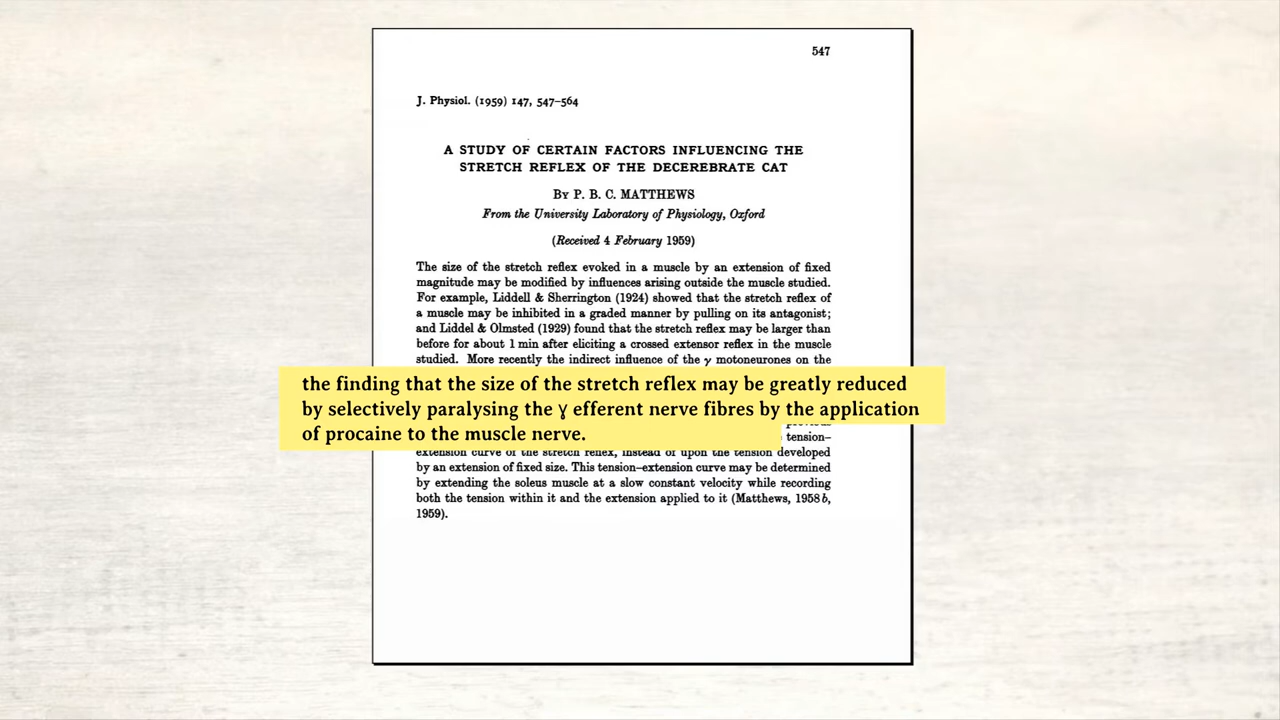 547
J. Physiol. (1959) 147, 547–564
A STUDY OF CERTAIN FACTORS INFLUENCING THE
STRETCH REFLEX OF THE DECEREBRATE CAT
By P. B. C. MATTHEWS
From the University Laboratory of Physiology, Oxford
(Received 4 February 1959)
The size of the stretch reflex evoked in a muscle by an extension of fixed
magnitude may be modified by influences arising outside the muscle studied.
For example, Liddell & Sherrington (1924) showed that the stretch reflex of
a muscle may be inhibited in a graded manner by pulling on its antagonist;
and Liddel & Olmsted (1929) found that the stretch reflex may be larger than
before for about 1 min after eliciting a crossed extensor reflex in the muscle
studied. More recently the indirect influence of the γ motoneurones on the
the finding that the size of the stretch reflex may be greatly reduced
by selectively paralysing the γ efferent nerve fibres by the application
of procaine to the muscle nerve.
tension–
extension curve of the stretch reflex, instead of upon the tension developed
by an extension of fixed size. This tension–extension curve may be determined
by extending the soleus muscle at a slow constant velocity while recording
both the tension within it and the extension applied to it (Matthews, 1958b,
1959).